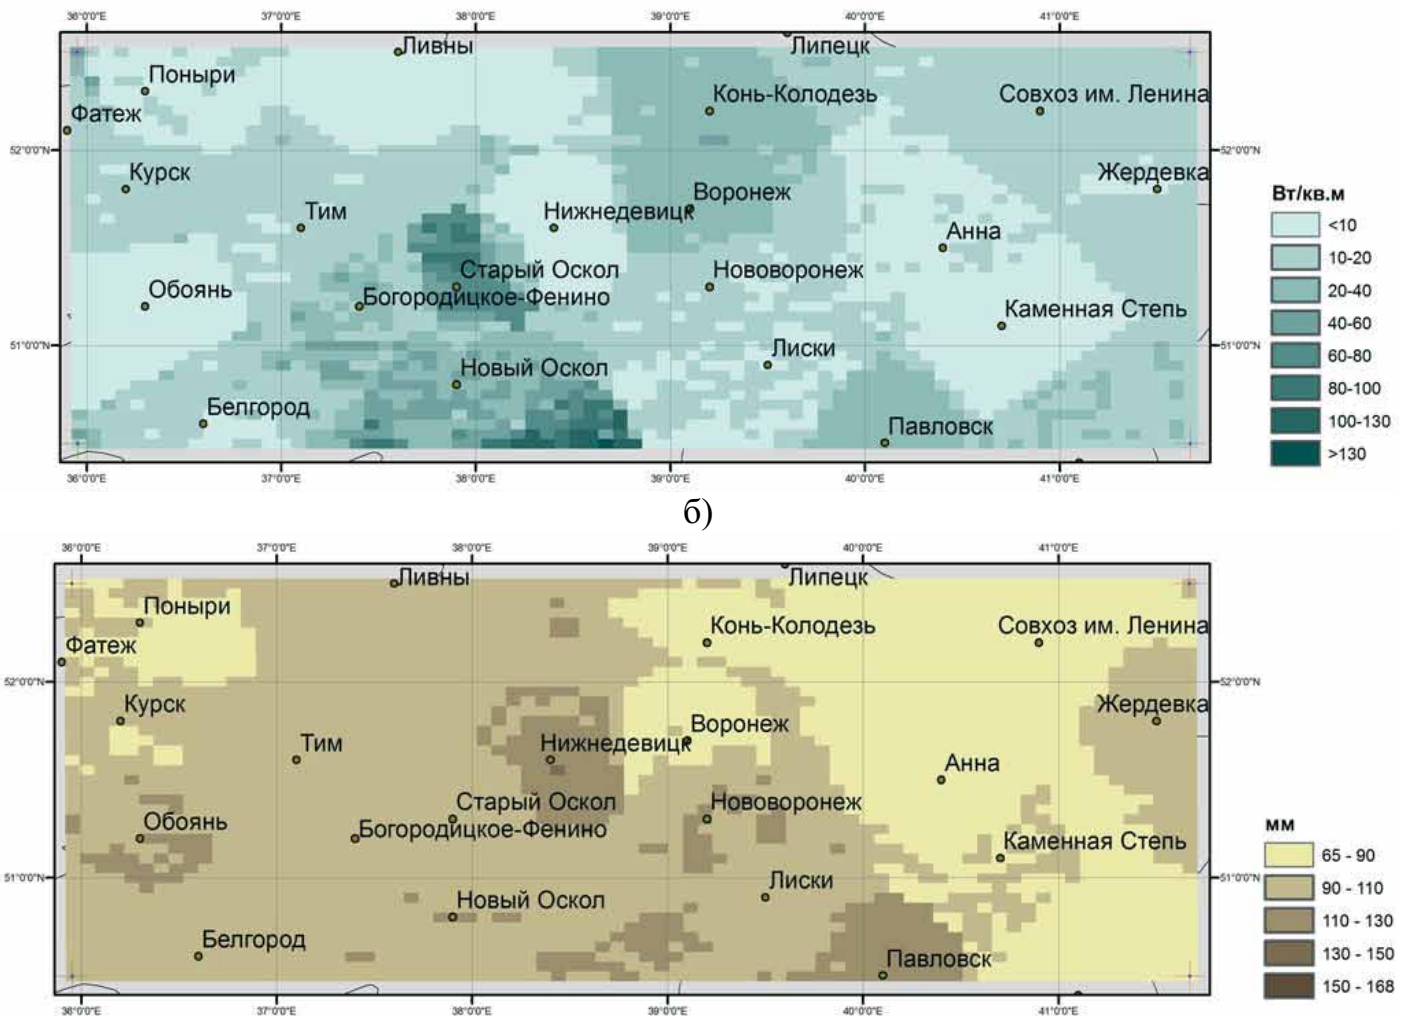 36°0'0"E 37°0'0"E 38°0'0"E 39°0'0"E 40°0'0"E 41°0'0"E
Ливны
Липецк
Поныри
Конь-Колодезь
Совхоз им. Ленина
Фатеж
52°0'0"N
52°0'0"N
Курск
Жердевка
Воронеж
Вт/кв.м
Тим
Нижнедевицк
<10
Анна
10-20
Старый Оскол
Нововоронеж
Обоянь
Богородицкое-Фенино
20-40
Каменная Степь
40-60
51°0'0"N
51°0'0"N
Лиски
60-80
Новый Оскол
80-100
Белгород
100-130
Павловск
>130
36°0'0"E 37°0'0"E 38°0'0"E 39°0'0"E 40°0'0"E 41°0'0"E
б)
36°0'0"E 37°0'0"E 38°0'0"E 39°0'0"E 40°0'0"E 41°0'0"E
Ливны
Липецк
Поныри
Конь-Колодезь
Совхоз им. Ленина
Фатеж
52°0'0"N
52°0'0"N
Курск
Жердевка
Воронеж
Тим
Нижнедевицк
Анна
Старый Оскол
Нововоронеж
Обоянь
Богородицкое-Фенино
мм
Каменная Степь
65 - 90
51°0'0"N
51°0'0"N
Лиски
90 - 110
Новый Оскол
110 - 130
Белгород
130 - 150
Павловск
150 - 168
36°0'0"E 37°0'0"E 38°0'0"E 39°0'0"E 40°0'0"E 41°0'0"E